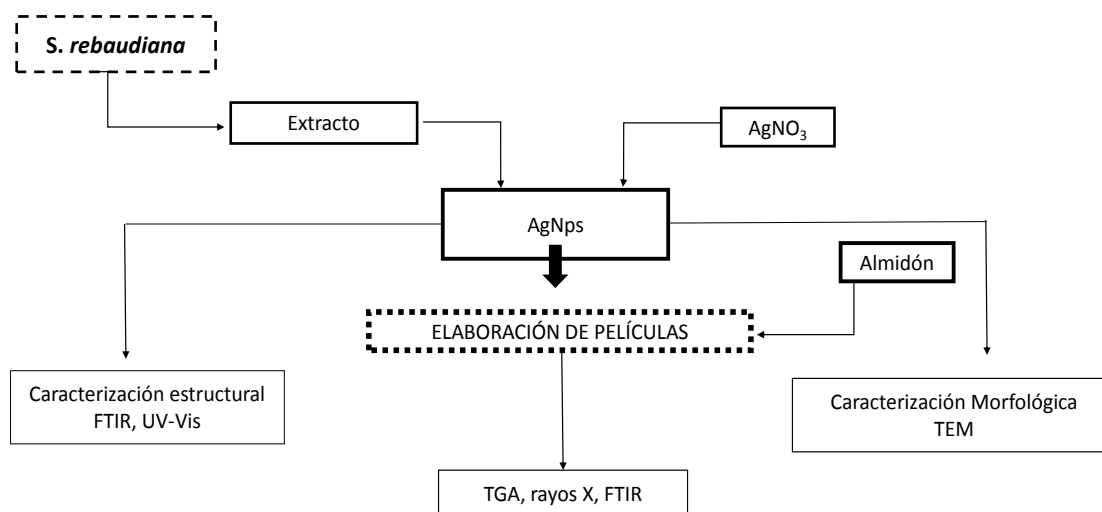 S. rebaudiana
Extracto
AgNO₃
AgNps
Almidón
ELABORACIÓN DE PELÍCULAS
Caracterización estructural
FTIR, UV-Vis
Caracterización Morfológica
TEM
TGA, rayos X, FTIR